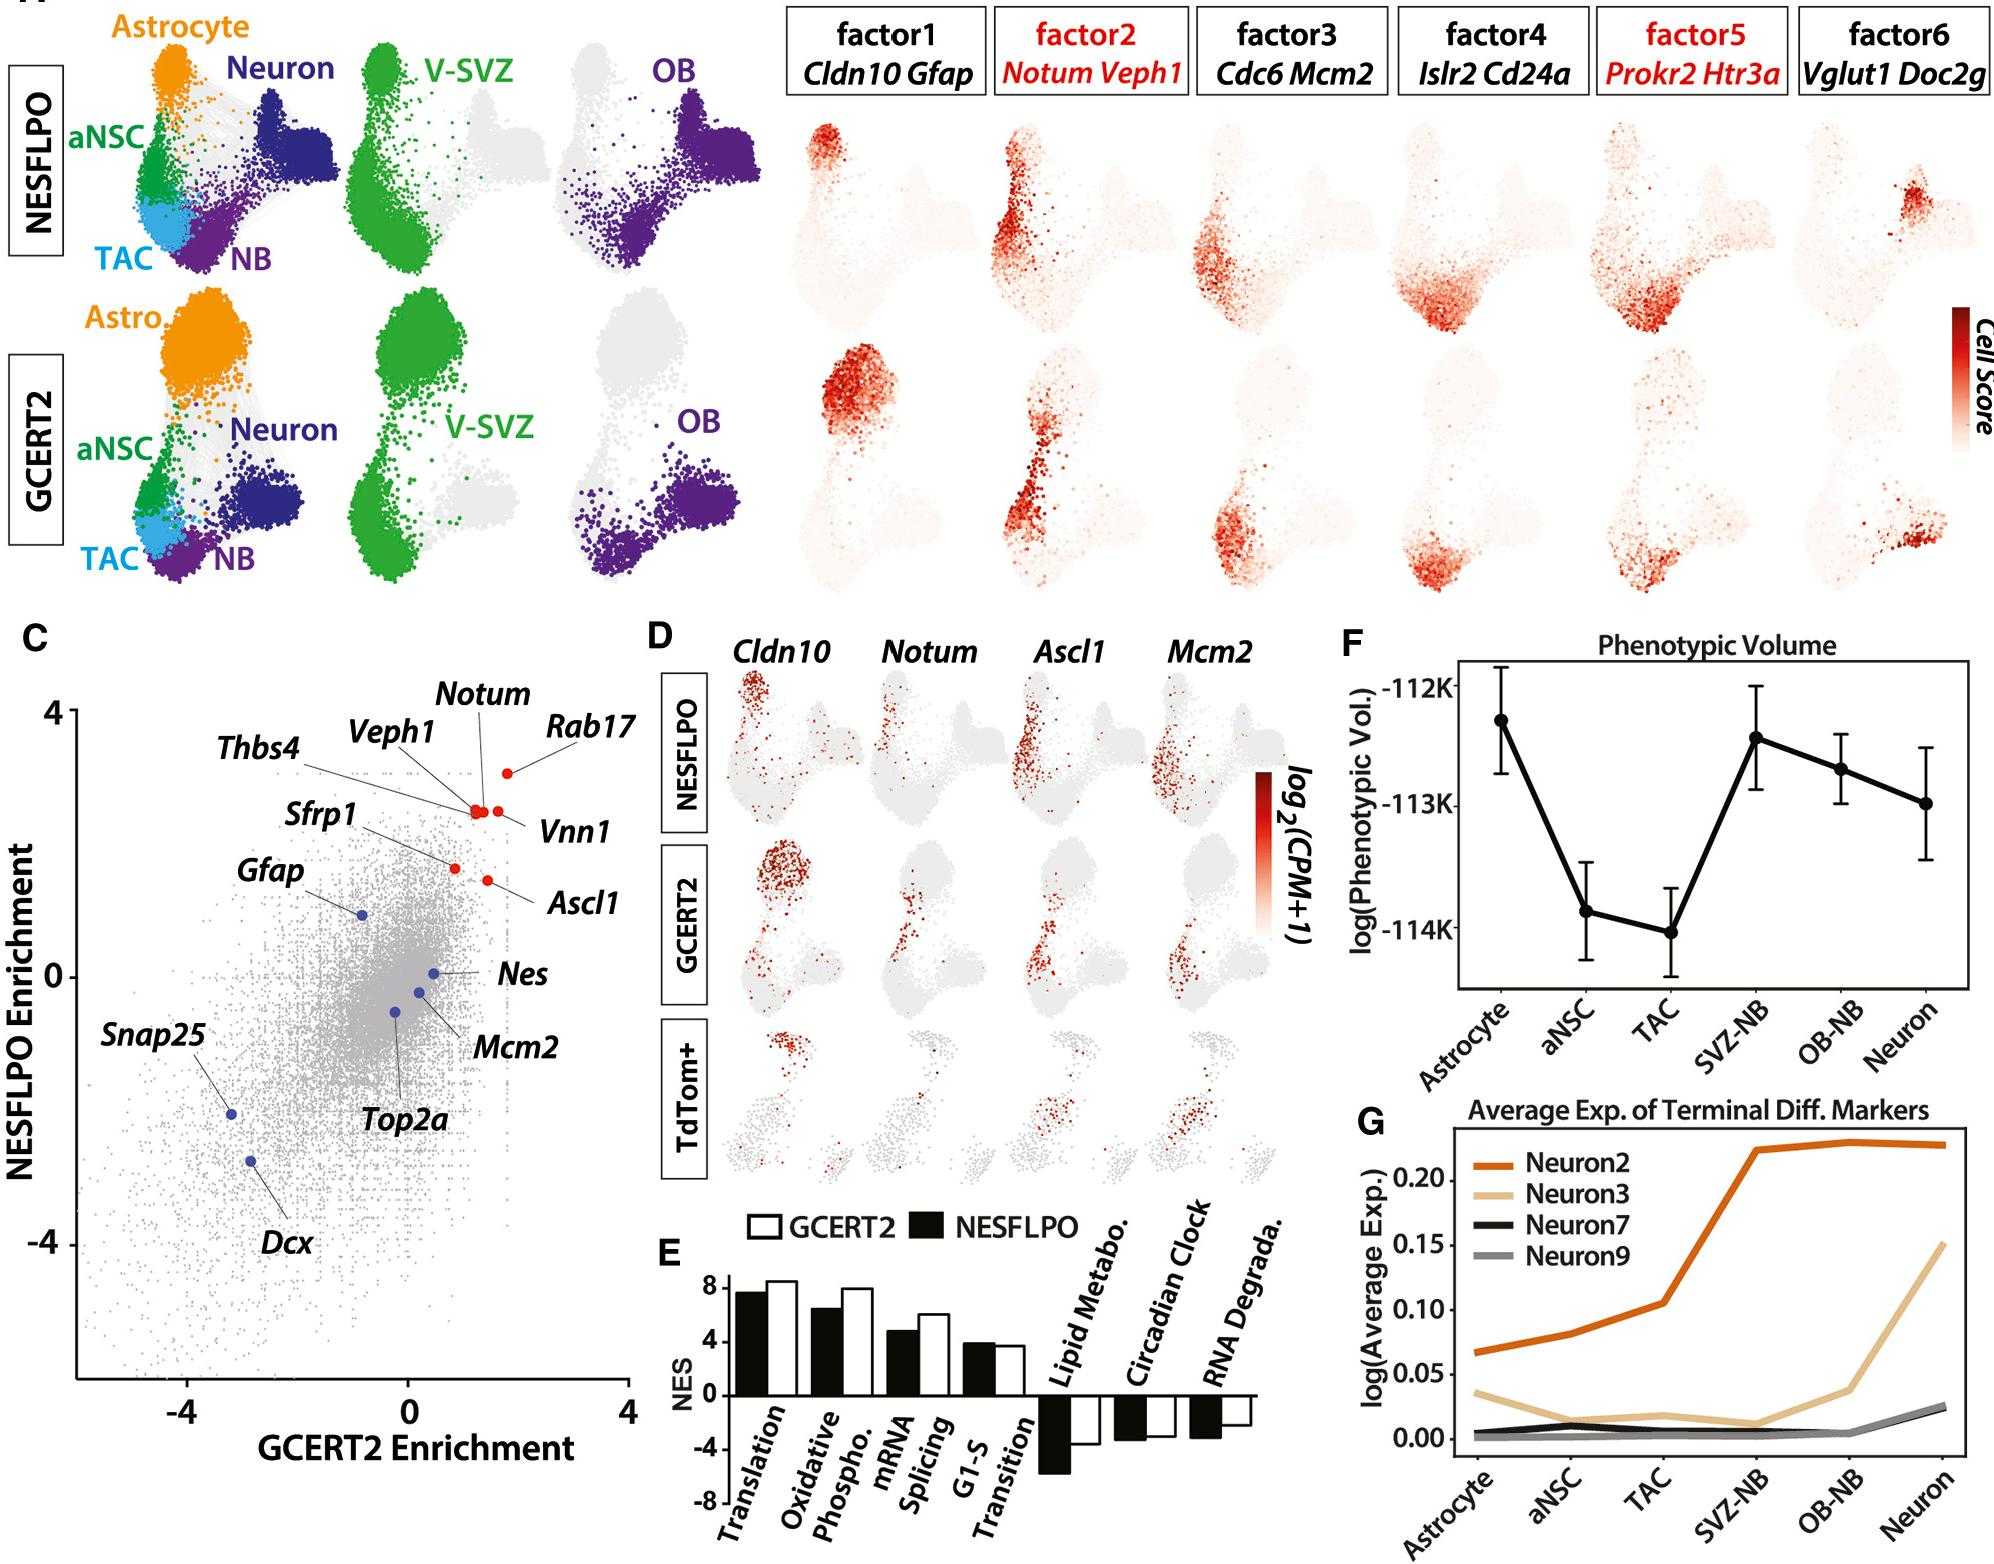 Astrocyte
Neuron
aNSC
TAC
NB
V-SVZ
OB
NESFLPO
factor1
Cldn10 Gfap
factor2
Notum Veph1
factor3
Cdc6 Mcm2
factor4
Islr2 Cd24a
factor5
Prokr2 Htr3a
factor6
Vglut1 Doc2g
Astro.
Neuron
aNSC
TAC
NB
V-SVZ
OB
GCERT2
Cell Score
C
4
0
-4
NESFLPO Enrichment
Notum
Veph1
Rab17
Thbs4
Sfrp1
Vnn1
Gfap
Ascl1
Nes
Snap25
Mcm2
Top2a
Dcx
-4
0
4
GCERT2 Enrichment
D
Cldn10
Notum
Ascl1
Mcm2
NESFLPO
GCERT2
TdTom+
log2(CPM+1)
E
GCERT2
NESFLPO
8
4
0
-4
-8
NES
Translation
Oxidative
Phospho.
mRNA
Splicing
G1-S
Transition
Lipid Metabo.
Circadian Clock
RNA Degrada.
F
Phenotypic Volume
log(Phenotypic Vol.)
-112K
-113K
-114K
Astrocyte
aNSC
TAC
SVZ-NB
OB-NB
Neuron
G
Average Exp. of Terminal Diff. Markers
log(Average Exp.)
0.20
0.15
0.10
0.05
0.00
Neuron2
Neuron3
Neuron7
Neuron9
Astrocyte
aNSC
TAC
SVZ-NB
OB-NB
Neuron